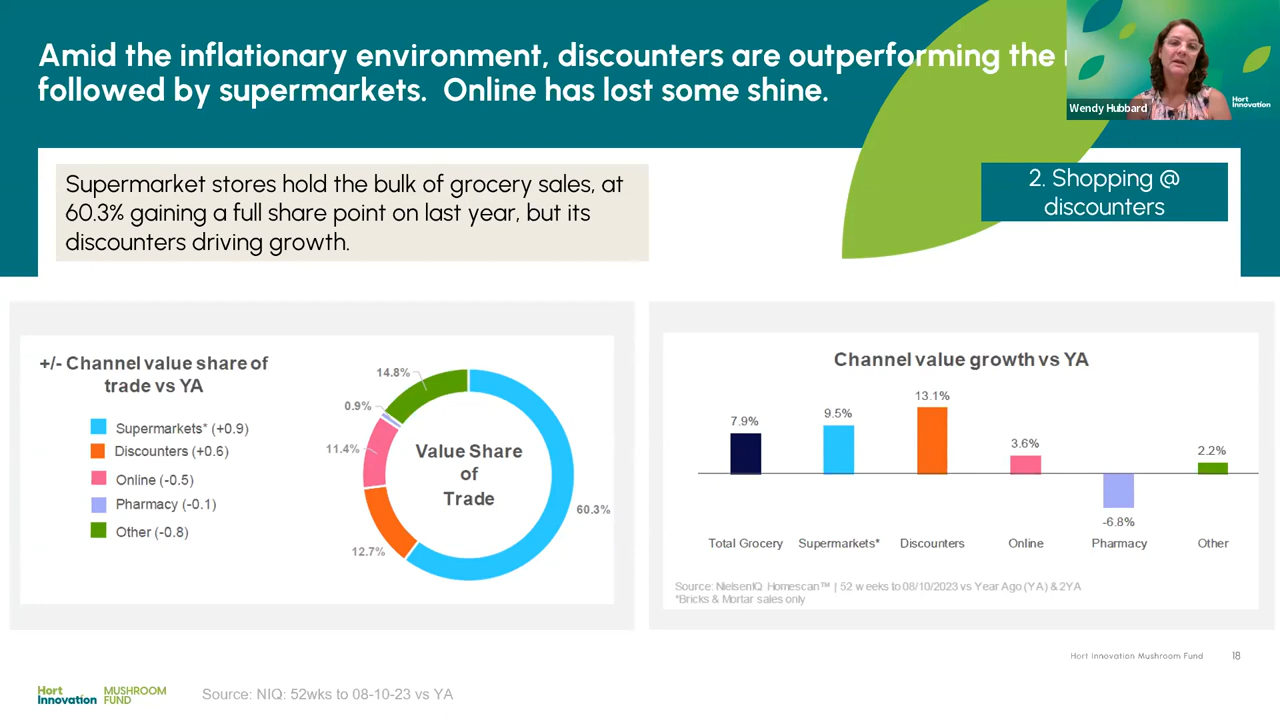 Amid the inflationary environment, discounters are outperforming the
followed by supermarkets.  Online has lost some shine.
Wendy Hubbard
Hort
Innovation
Supermarket stores hold the bulk of grocery sales, at
60.3% gaining a full share point on last year, but its
discounters driving growth.
2. Shopping @
discounters
+/- Channel value share of
trade vs YA
Supermarkets* (+0.9)
Discounters (+0.6)
Online (-0.5)
Pharmacy (-0.1)
Other (-0.8)
14.8%
0.9%
11.4%
12.7%
60.3%
Value Share
of
Trade
Channel value growth vs YA
7.9%
9.5%
13.1%
3.6%
-6.8%
2.2%
Total Grocery
Supermarkets*
Discounters
Online
Pharmacy
Other
Source: NielsenIQ Homescan™ | 52 weeks to 08/10/2023 vs Year Ago (YA) & 2YA
*Bricks & Mortar sales only
Hort Innovation Mushroom Fund
18
Hort
Innovation
MUSHROOM
FUND
Source: NIQ: 52wks to 08-10-23 vs YA